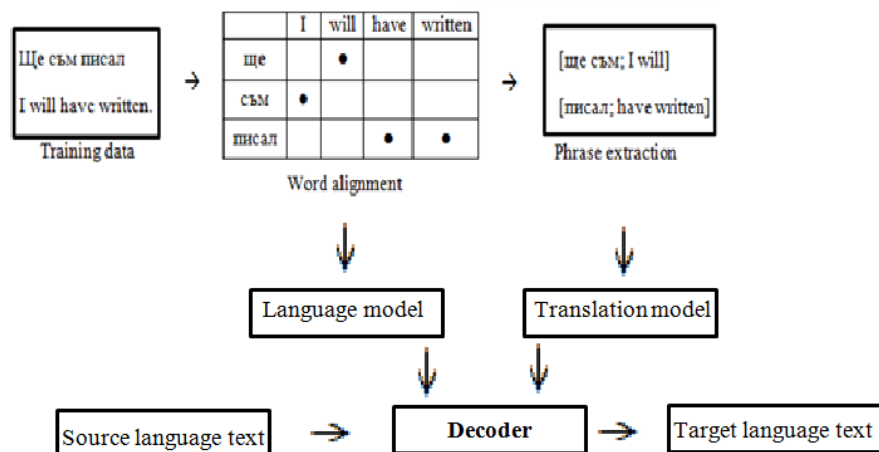 Ще съм писал
I will have written.
Training data
I will have written
ще
съм
писал
Word alignment
[ще съм; I will]
[писал; have written]
Phrase extraction
Language model
Translation model
Source language text
Decoder
Target language text